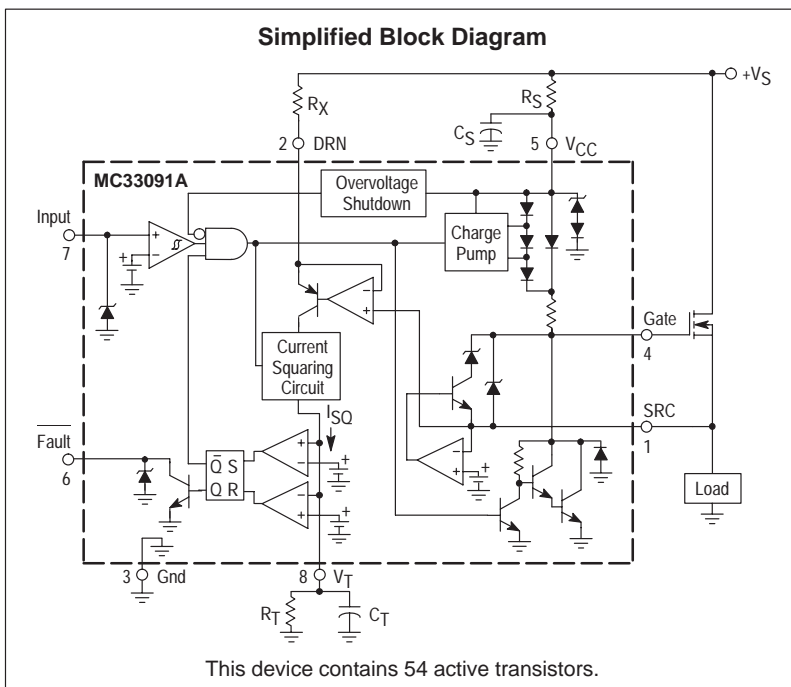 Simplified Block Diagram
+VS
RX
RS
CS
2 DRN
5 VCC
MC33091A
Overvoltage
Shutdown
Input
7
Charge
Pump
+
−
+
−
+
Gate
4
Current
Squaring
Circuit
ISQ
SRC
1
Fault
6
Q̅ S
Q R
+
−
+
−
+
+
−
+
+
Load
3 Gnd
8 VT
RT
CT
This device contains 54 active transistors.